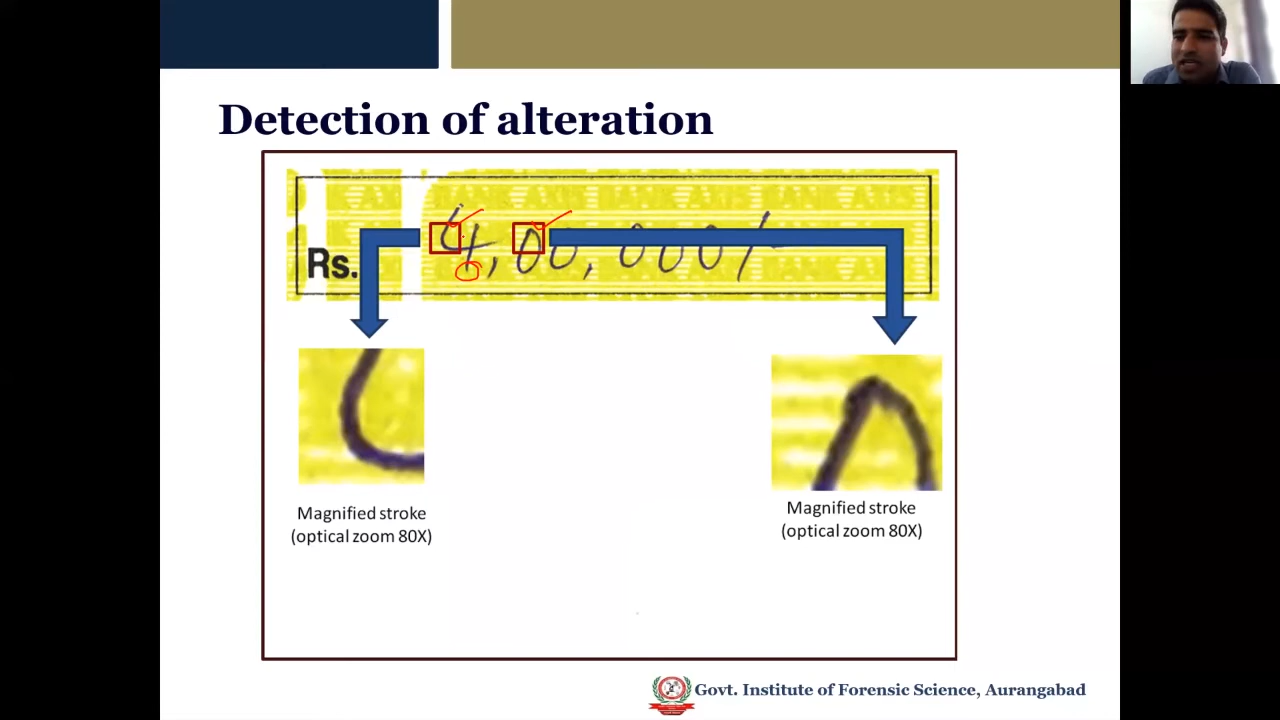 Detection of alteration
Rs. 4,00,000/-
Magnified stroke
(optical zoom 80X)
Magnified stroke
(optical zoom 80X)
Govt. Institute of Forensic Science, Aurangabad